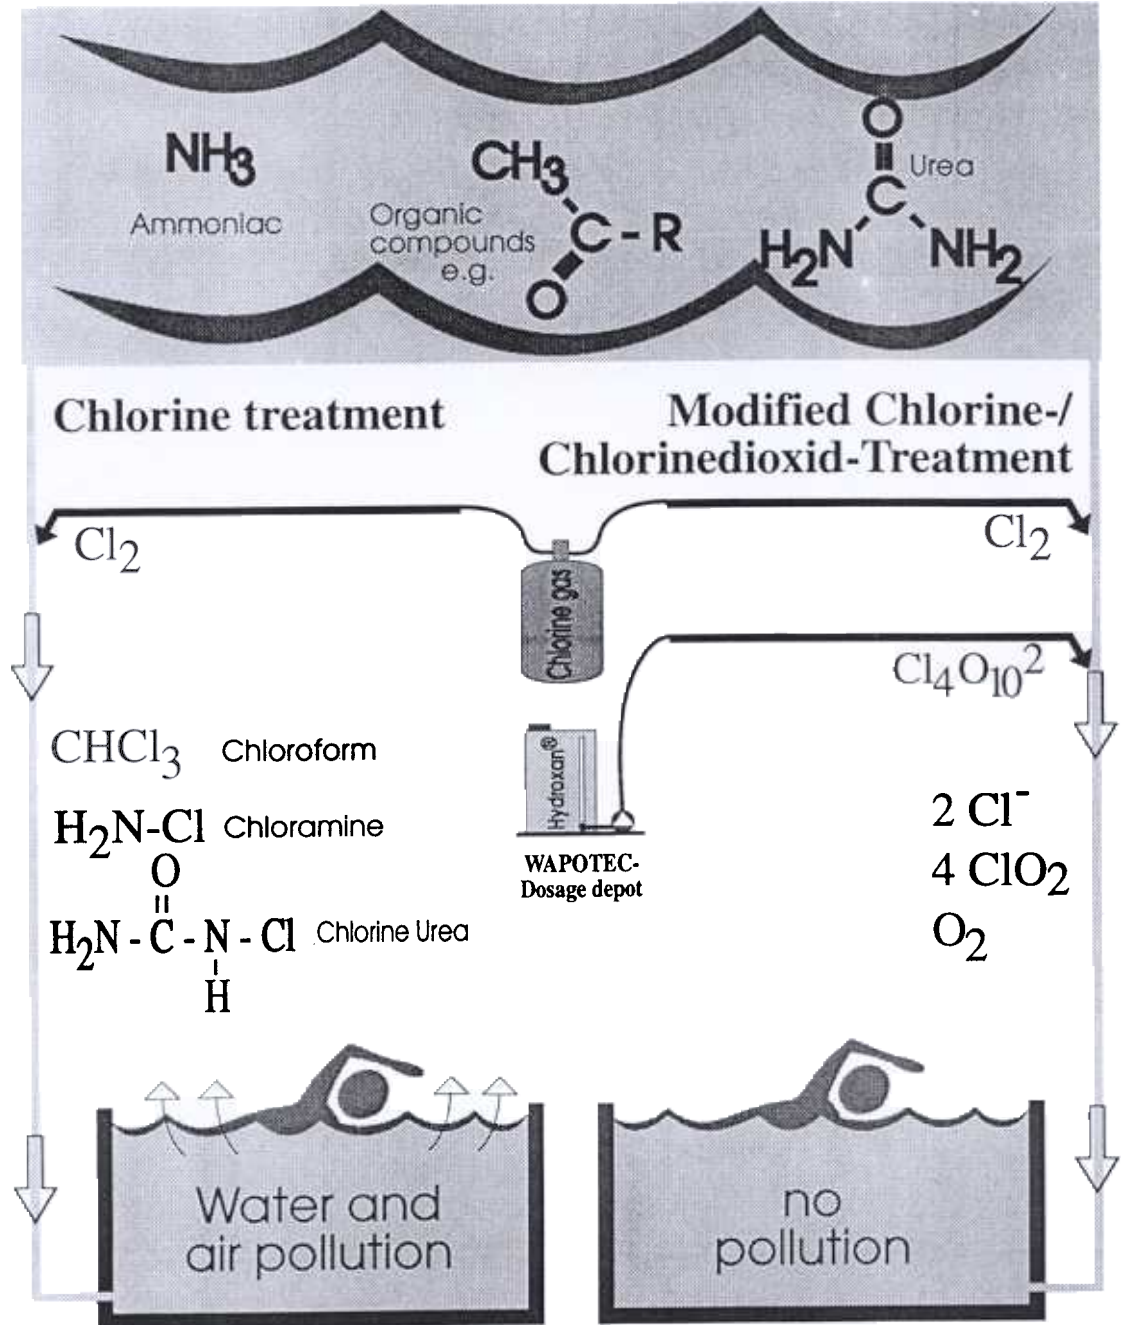 NH3
Ammoniac
Organic
compounds
e.g.
CH3
C - R
O
O
Urea
C
H2N
NH2
Chlorine treatment
Modified Chlorine-/
Chlorinedioxid-Treatment
Cl2
Cl2
Chlorine gas
Cl4O10²
Hydroxan®
WAPOTEC-
Dosage depot
CHCl3 Chloroform
H2N-Cl Chloramine
O
H2N - C - N - Cl Chlorine Urea
H
2 Cl⁻
4 ClO2
O2
Water and
air pollution
no
pollution